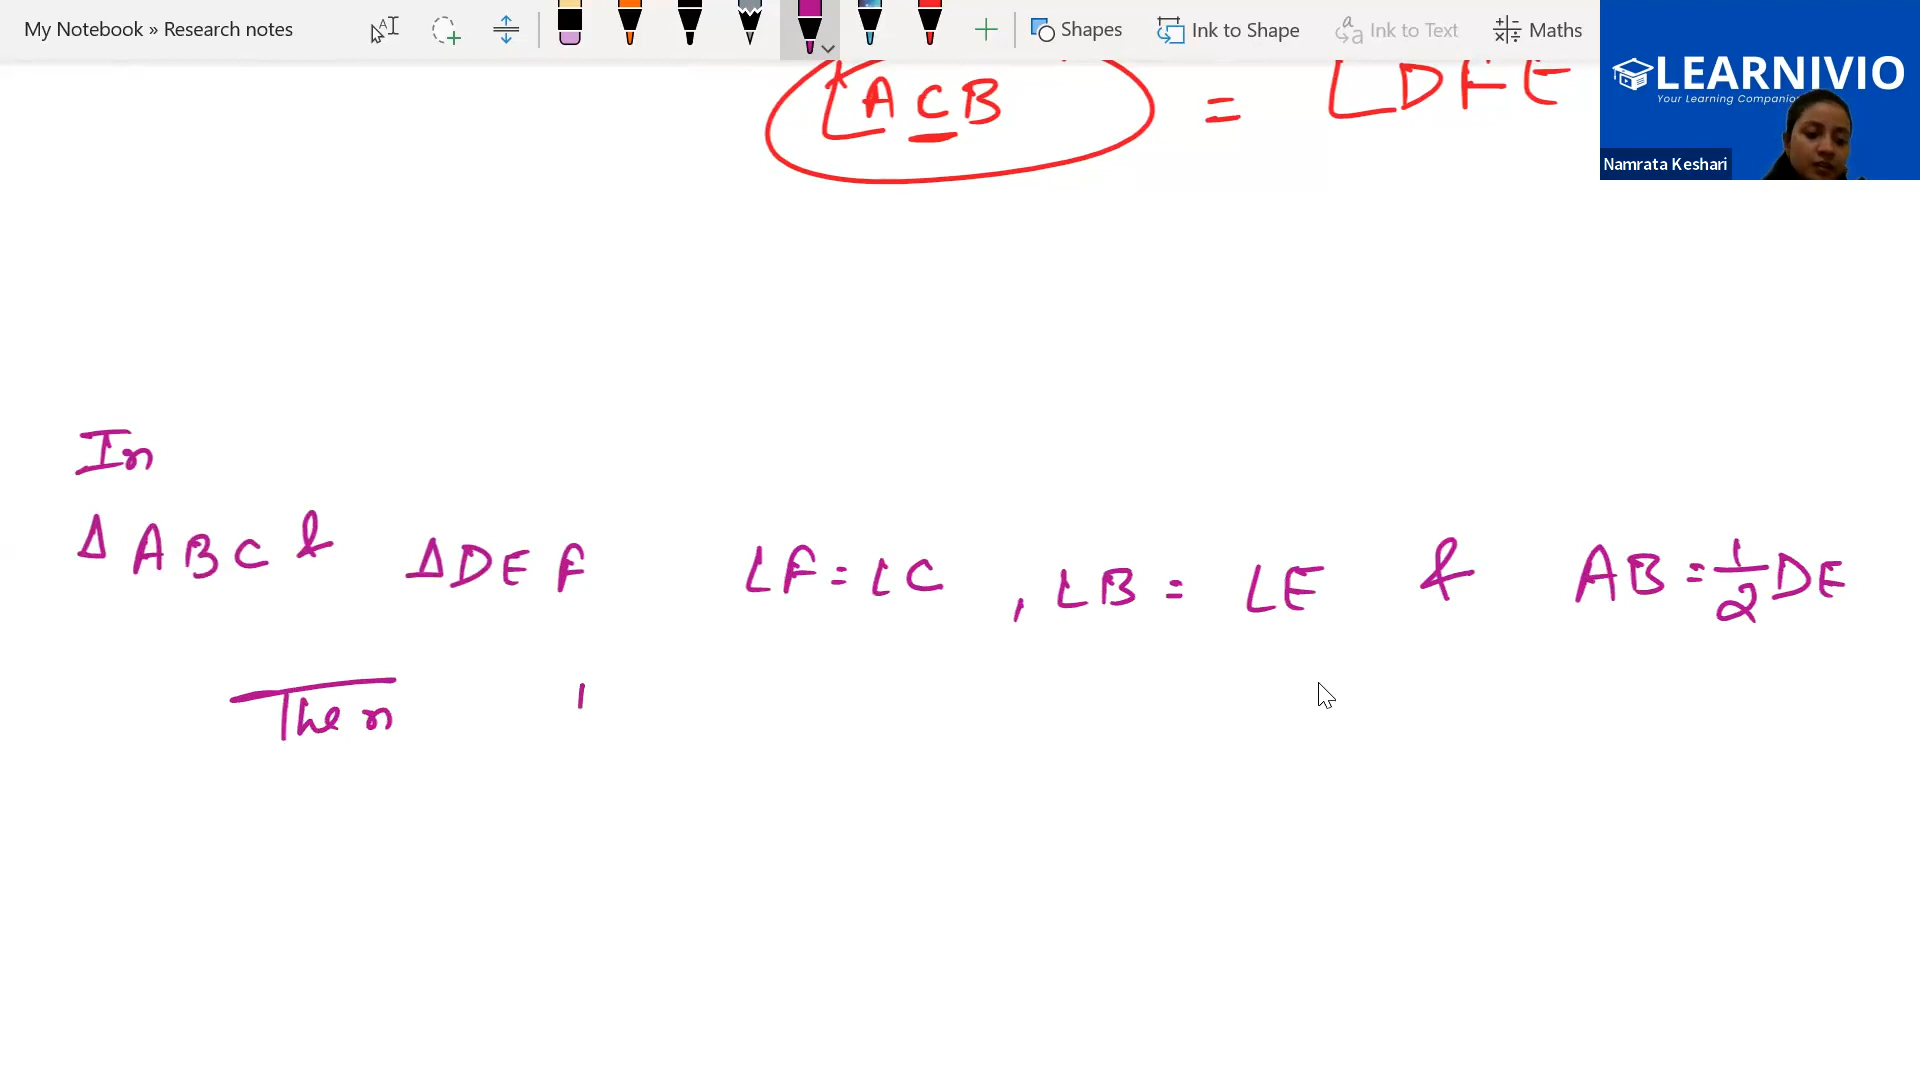 My Notebook » Research notes
Shapes
Ink to Shape
Ink to Text
Maths
LEARNIVIO
Your Learning Companion
Namrata Keshari
∠ACB = ∠DFE
In
Δ ABC & ΔDEF ∠F = ∠C , ∠B = ∠E & AB = 1/2 DE
Then